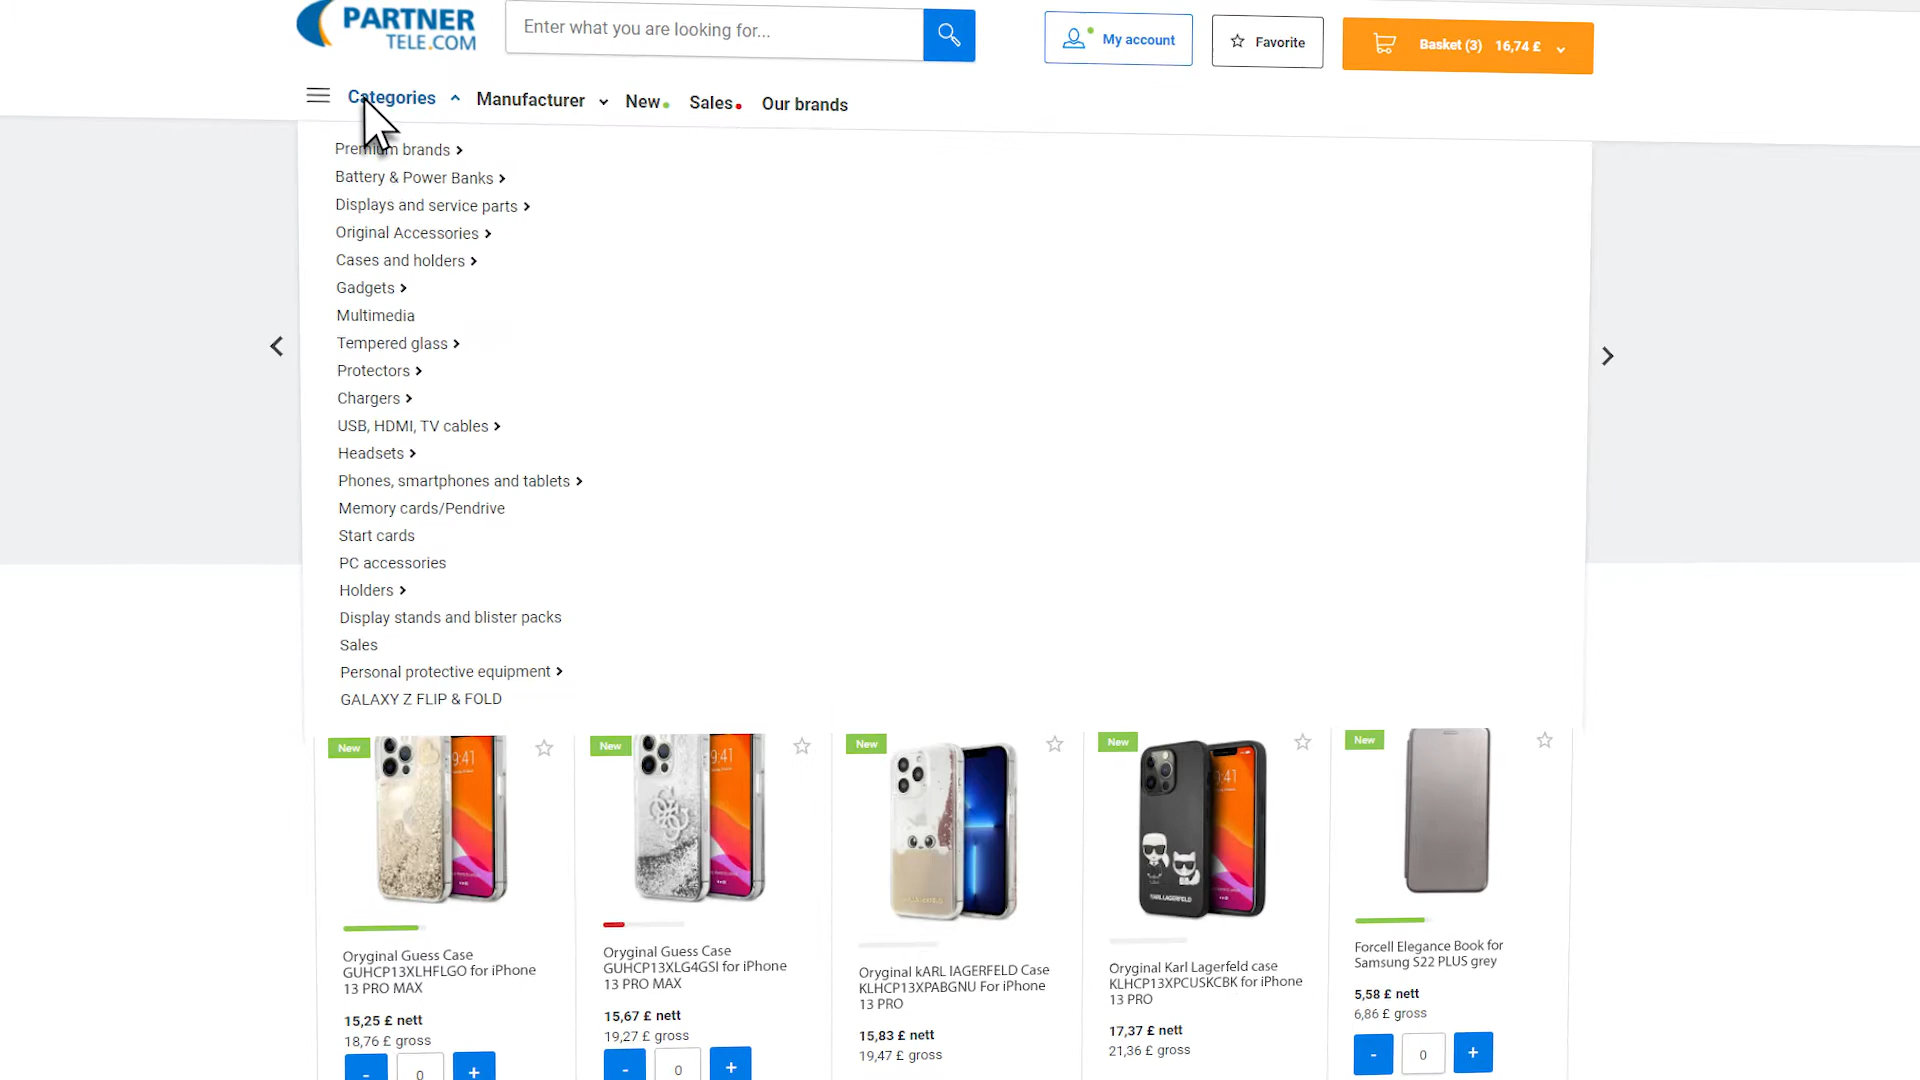 PARTNER
TELE.COM
Enter what you are looking for...
My account
Favorite
Basket (3) 16,74 £
Categories
Manufacturer
New
Sales
Our brands
Premium brands
Battery & Power Banks
Displays and service parts
Original Accessories
Cases and holders
Gadgets
Multimedia
Tempered glass
Protectors
Chargers
USB, HDMI, TV cables
Headsets
Phones, smartphones and tablets
Memory cards/Pendrive
Start cards
PC accessories
Holders
Display stands and blister packs
Sales
Personal protective equipment
GALAXY Z FLIP & FOLD
New
New
New
New
New
9:41
9:41
KARL LAGERFELD
Oryginal Guess Case
GUHCP13XLHFLGO for iPhone
13 PRO MAX
15,25 £ nett
18,76 £ gross
- 0 +
Oryginal Guess Case
GUHCP13XLG4GSI for iPhone
13 PRO MAX
15,67 £ nett
19,27 £ gross
- 0 +
Oryginal kARL lAGERFELD Case
KLHCP13XPABGNU For iPhone
13 PRO
15,83 £ nett
19,47 £ gross
Oryginal Karl Lagerfeld case
KLHCP13XPCUSKCBK for iPhone
13 PRO
17,37 £ nett
21,36 £ gross
Forcell Elegance Book for
Samsung S22 PLUS grey
5,58 £ nett
6,86 £ gross
- 0 +